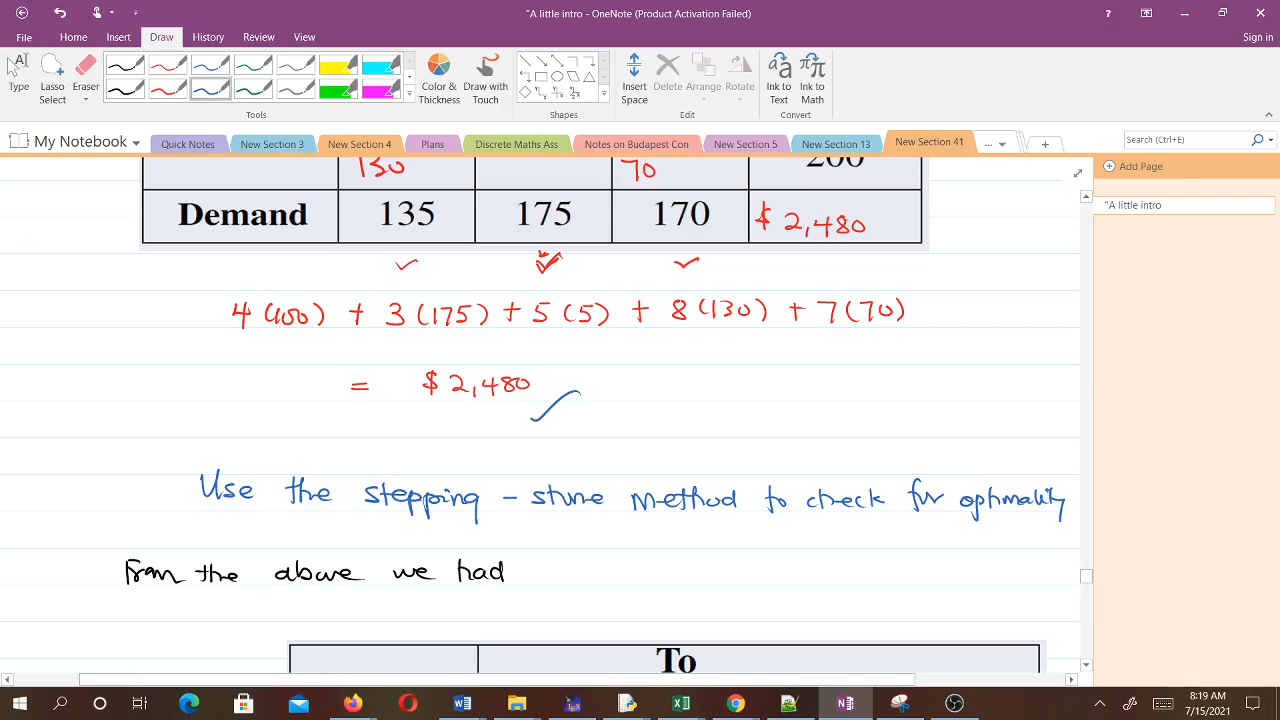 "A little intro - OneNote (Product Activation Failed)
Sign in
File Home Insert Draw History Review View
Type Lasso Select Eraser Color & Thickness Draw with Touch Insert Space Delete Arrange Rotate Ink to Text Ink to Math
Tools Shapes Edit Convert
My Notebook Quick Notes New Section 3 New Section 4 Plans Discrete Maths Ass Notes on Budapest Con New Section 5 New Section 13 New Section 41 ... Search (Ctrl+E)
Add Page
"A little intro
130 70 200
Demand 135 175 170 $ 2,480
4 (100) + 3 (175) + 5 (5) + 8 (130) + 7 (70)
= $ 2,480
Use the stepping - stone method to check for optimality
From the above we had
To
8:19 AM
7/15/2021